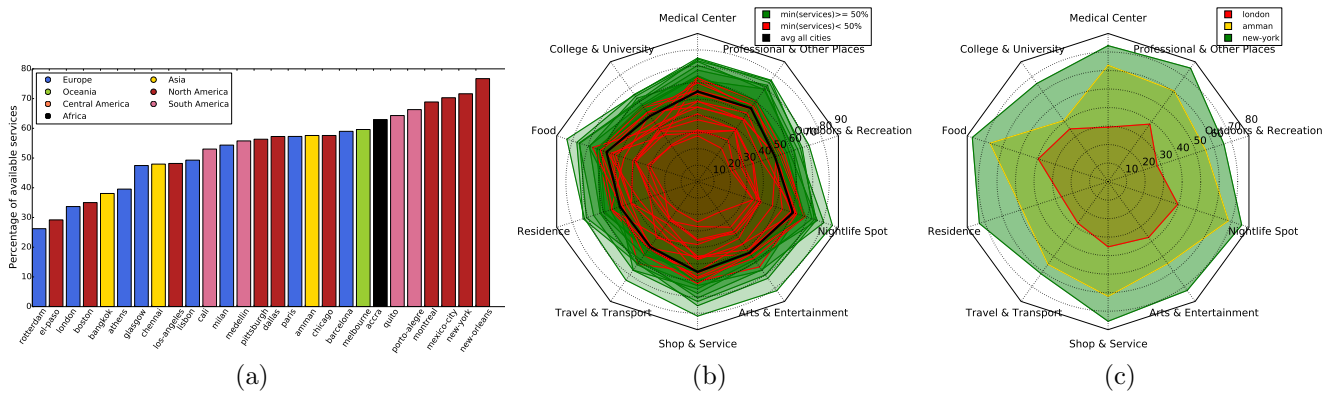 Percentage of available services
80
70
60
50
40
30
20
10
0
Europe
Oceania
Central America
Africa
Asia
North America
South America
rotterdam
el-paso
london
boston
bangkok
athens
glasgow
chennai
los-angeles
lisbon
cali
milan
medellin
pittsburgh
dallas
paris
amman
chicago
barcelona
melbourne
accra
quito
porto-alegre
montreal
mexico-city
new-york
new-orleans
(a)
min(services)>= 50%
min(services)< 50%
avg all cities
Medical Center
College & University
Professional & Other Places
Food
Outdoors & Recreation
Residence
Nightlife Spot
Travel & Transport
Arts & Entertainment
Shop & Service
10
20
30
40
50
60
70
80
90
(b)
london
amman
new-york
Medical Center
College & University
Professional & Other Places
Food
Outdoors & Recreation
Residence
Nightlife Spot
Travel & Transport
Arts & Entertainment
Shop & Service
10
20
30
40
50
60
70
80
(c)